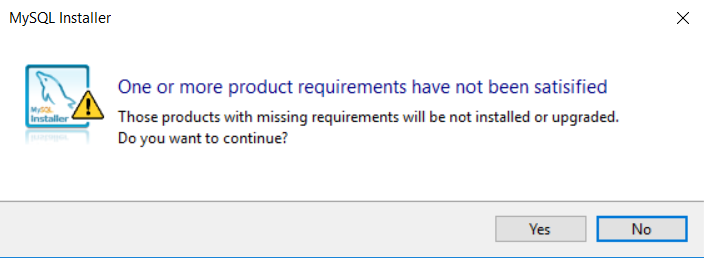 MySQL Installer
One or more product requirements have not been satisified
MySQL
Installer
Those products with missing requirements will be not installed or upgraded.
Do you want to continue?
Yes
No